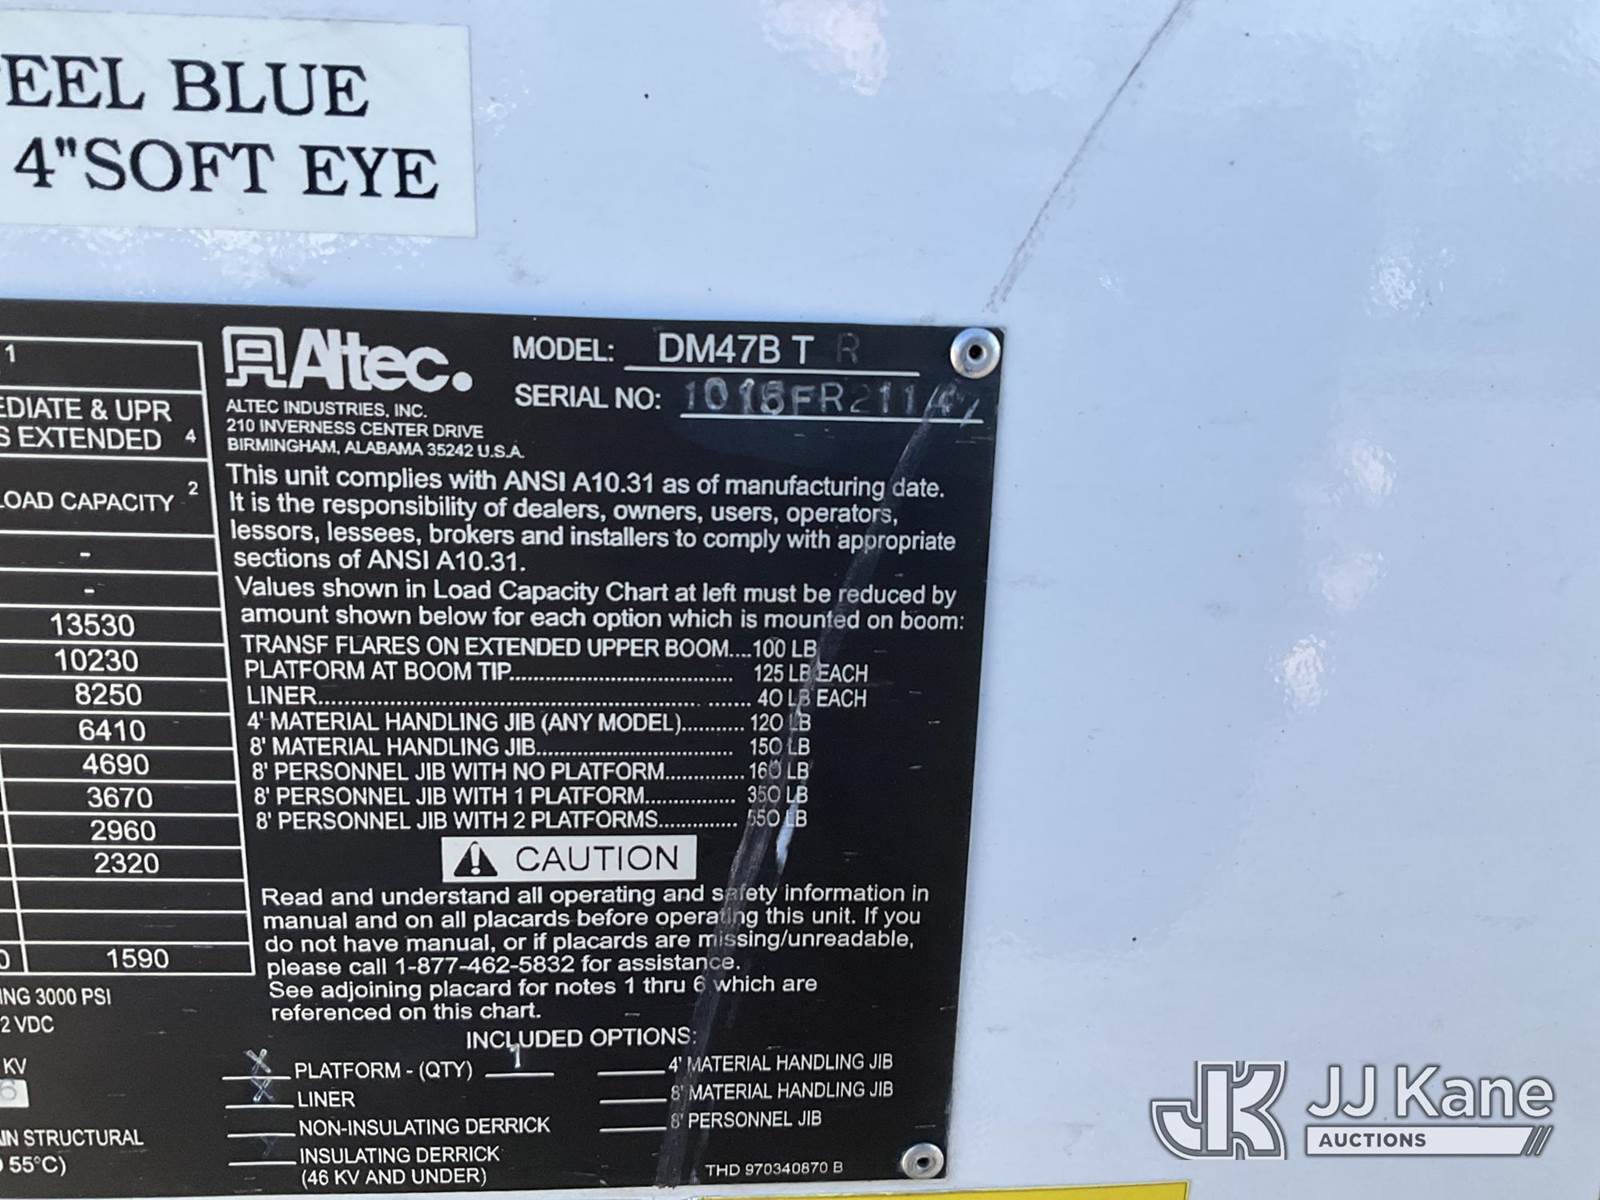 EEL BLUE
4"SOFT EYE
1
EDIATE & UPR
S EXTENDED 4
LOAD CAPACITY 2
-
-
13530
10230
8250
6410
4690
3670
2960
2320
1590
ING 3000 PSI
2 VDC
KV
6
IN STRUCTURAL
55°C)
Altec.
ALTEC INDUSTRIES, INC.
210 INVERNESS CENTER DRIVE
BIRMINGHAM, ALABAMA 35242 U.S.A.
MODEL: DM47B T R
SERIAL NO:
This unit complies with ANSI A10.31 as of manufacturing date.
It is the responsibility of dealers, owners, users, operators,
lessors, lessees, brokers and installers to comply with appropriate
sections of ANSI A10.31.
Values shown in Load Capacity Chart at left must be reduced by
amount shown below for each option which is mounted on boom:
TRANSF FLARES ON EXTENDED UPPER BOOM....100 LB
PLATFORM AT BOOM TIP.................................... 125 LB EACH
LINER............................................................ ....... 40 LB EACH
4' MATERIAL HANDLING JIB (ANY MODEL)........... 120 LB
8' MATERIAL HANDLING JIB................................ 150 LB
8' PERSONNEL JIB WITH NO PLATFORM............. 160 LB
8' PERSONNEL JIB WITH 1 PLATFORM............... 350 LB
8' PERSONNEL JIB WITH 2 PLATFORMS............. 550 LB
CAUTION
Read and understand all operating and safety information in
manual and on all placards before operating this unit. If you
do not have manual, or if placards are missing/unreadable,
please call 1-877-462-5832 for assistance.
See adjoining placard for notes 1 thru 6 which are
referenced on this chart.
INCLUDED OPTIONS:
X PLATFORM - (QTY) 1
X LINER
NON-INSULATING DERRICK
INSULATING DERRICK
(46 KV AND UNDER)
4' MATERIAL HANDLING JIB
8' MATERIAL HANDLING JIB
8' PERSONNEL JIB
THD 970340870 B
JK JJ Kane
AUCTIONS